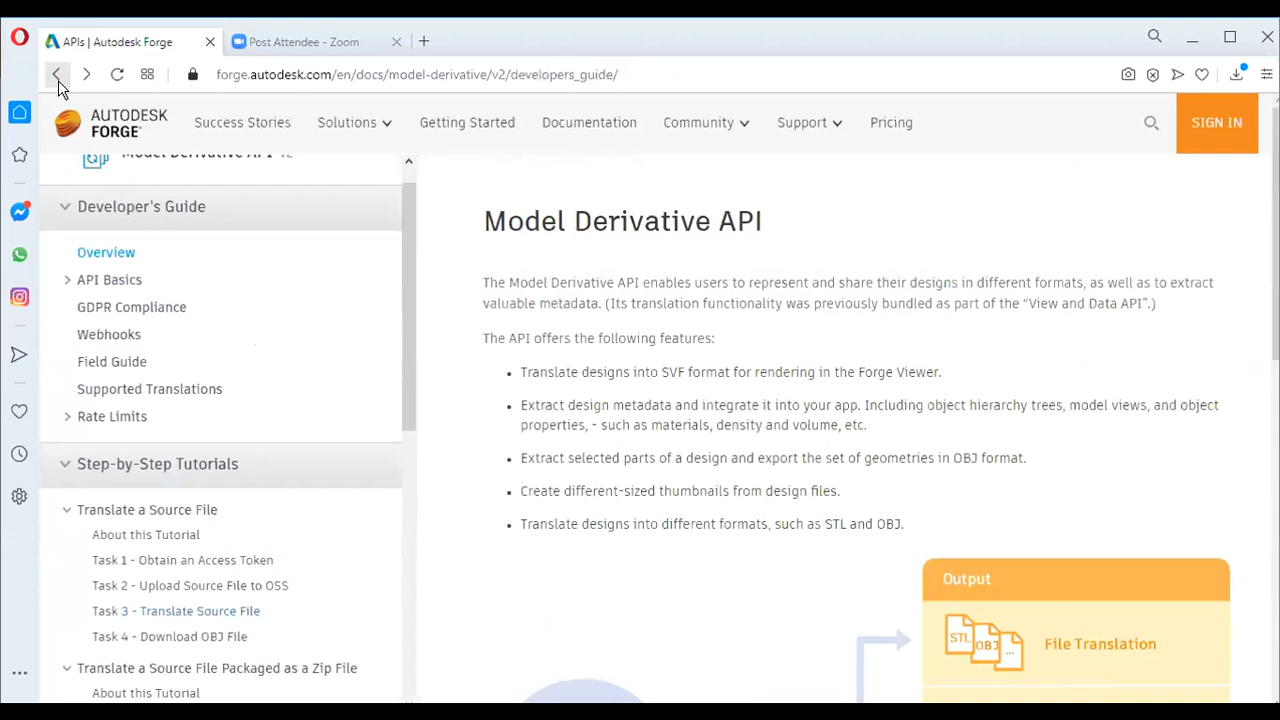 APIs | Autodesk Forge
Post Attendee - Zoom
forge.autodesk.com/en/docs/model-derivative/v2/developers_guide/
AUTODESK
FORGE
Success Stories
Solutions
Getting Started
Documentation
Community
Support
Pricing
SIGN IN
Model Derivative API v2
Developer's Guide
Overview
API Basics
GDPR Compliance
Webhooks
Field Guide
Supported Translations
Rate Limits
Step-by-Step Tutorials
Translate a Source File
About this Tutorial
Task 1 - Obtain an Access Token
Task 2 - Upload Source File to OSS
Task 3 - Translate Source File
Task 4 - Download OBJ File
Translate a Source File Packaged as a Zip File
About this Tutorial
Model Derivative API
The Model Derivative API enables users to represent and share their designs in different formats, as well as to extract
valuable metadata. (Its translation functionality was previously bundled as part of the “View and Data API”.)
The API offers the following features:
• Translate designs into SVF format for rendering in the Forge Viewer.
• Extract design metadata and integrate it into your app. Including object hierarchy trees, model views, and object
properties, - such as materials, density and volume, etc.
• Extract selected parts of a design and export the set of geometries in OBJ format.
• Create different-sized thumbnails from design files.
• Translate designs into different formats, such as STL and OBJ.
Output
STL
OBJ
...
File Translation